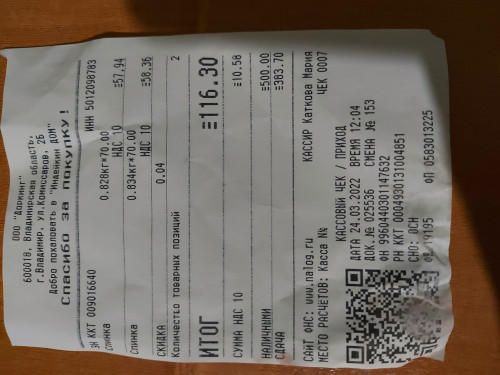 ООО "Доркинг"
600018, Владимирская область,
г.Владимир, ул.Комиссаров, 2Б
Добро пожаловать в "Индейкин ДОМ"
Спасибо за покупку !
ЗН ККТ 009016640 ИНН 5012098783
Спинка
0.828кг*70.00 ≡57.94
НДС 10
Спинка
0.834кг*70.00 ≡58.36
НДС 10
СКИДКА 0.04
Количество товарных позиций 2
ИТОГ ≡116.30
СУММА НДС 10 ≡10.58
НАЛИЧНЫМИ ≡500.00
СДАЧА ≡383.70
САЙТ ФНС: www.nalog.ru
МЕСТО РАСЧЕТОВ: Касса №
КАССИР Каткова Мария
ЧЕК 0007
КАССОВЫЙ ЧЕК / ПРИХОД
ДАТА 24.03.2022 ВРЕМЯ 12:04
ДОК.№ 025536 СМЕНА № 153
ФН 9960440301147632
РН ККТ 0004930131004851
СНО: ОСН
ФП 0583013225